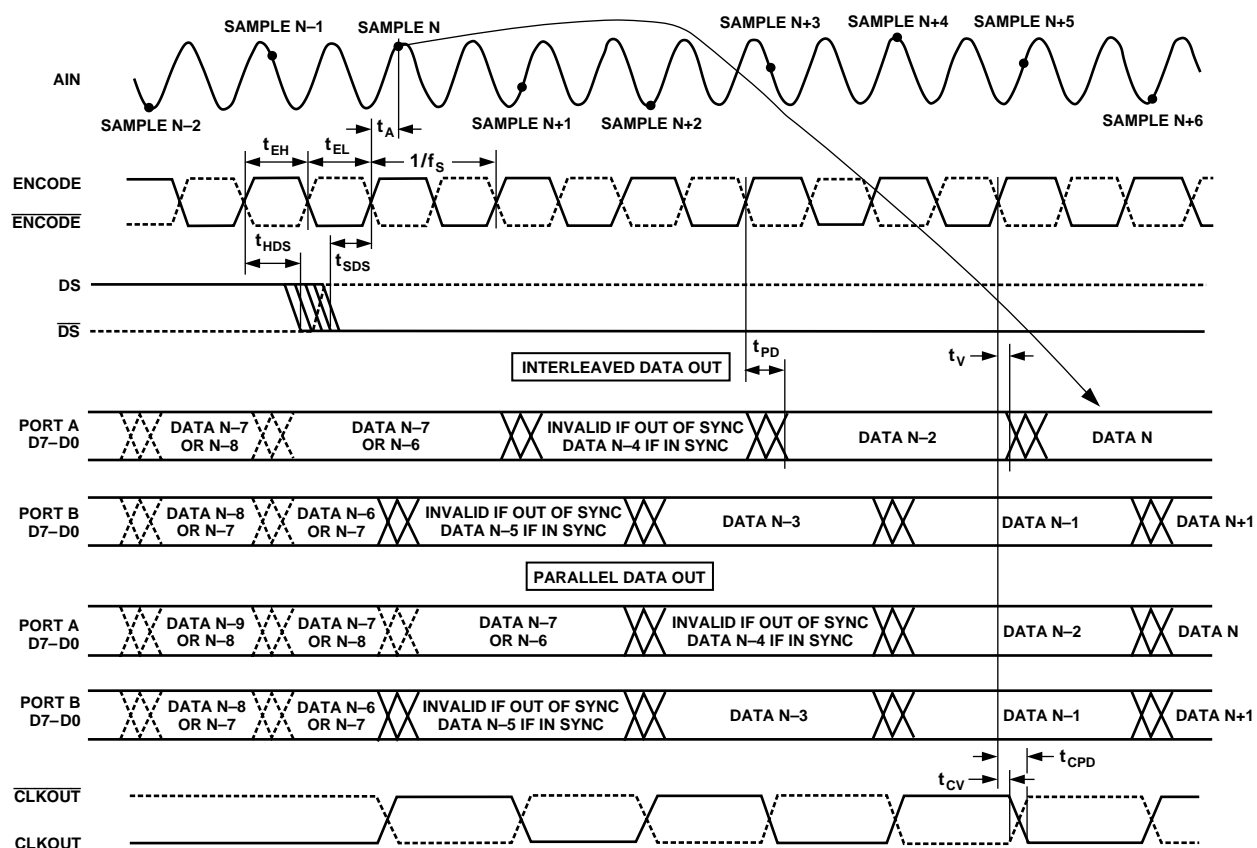 SAMPLE N–1
SAMPLE N
SAMPLE N+3
SAMPLE N+4
SAMPLE N+5
AIN
SAMPLE N–2
tA
SAMPLE N+1
SAMPLE N+2
SAMPLE N+6
tEH
tEL
1/fS
ENCODE
ENCODE
tHDS
tSDS
DS
DS
tPD
tV
INTERLEAVED DATA OUT
PORT A
D7–D0
DATA N–7
OR N–8
DATA N–7
OR N–6
INVALID IF OUT OF SYNC
DATA N–4 IF IN SYNC
DATA N–2
DATA N
PORT B
D7–D0
DATA N–8
OR N–7
DATA N–6
OR N–7
INVALID IF OUT OF SYNC
DATA N–5 IF IN SYNC
DATA N–3
DATA N–1
DATA N+1
PARALLEL DATA OUT
PORT A
D7–D0
DATA N–9
OR N–8
DATA N–7
OR N–8
DATA N–7
OR N–6
INVALID IF OUT OF SYNC
DATA N–4 IF IN SYNC
DATA N–2
DATA N
PORT B
D7–D0
DATA N–8
OR N–7
DATA N–6
OR N–7
INVALID IF OUT OF SYNC
DATA N–5 IF IN SYNC
DATA N–3
DATA N–1
DATA N+1
tCPD
tCV
CLKOUT
CLKOUT